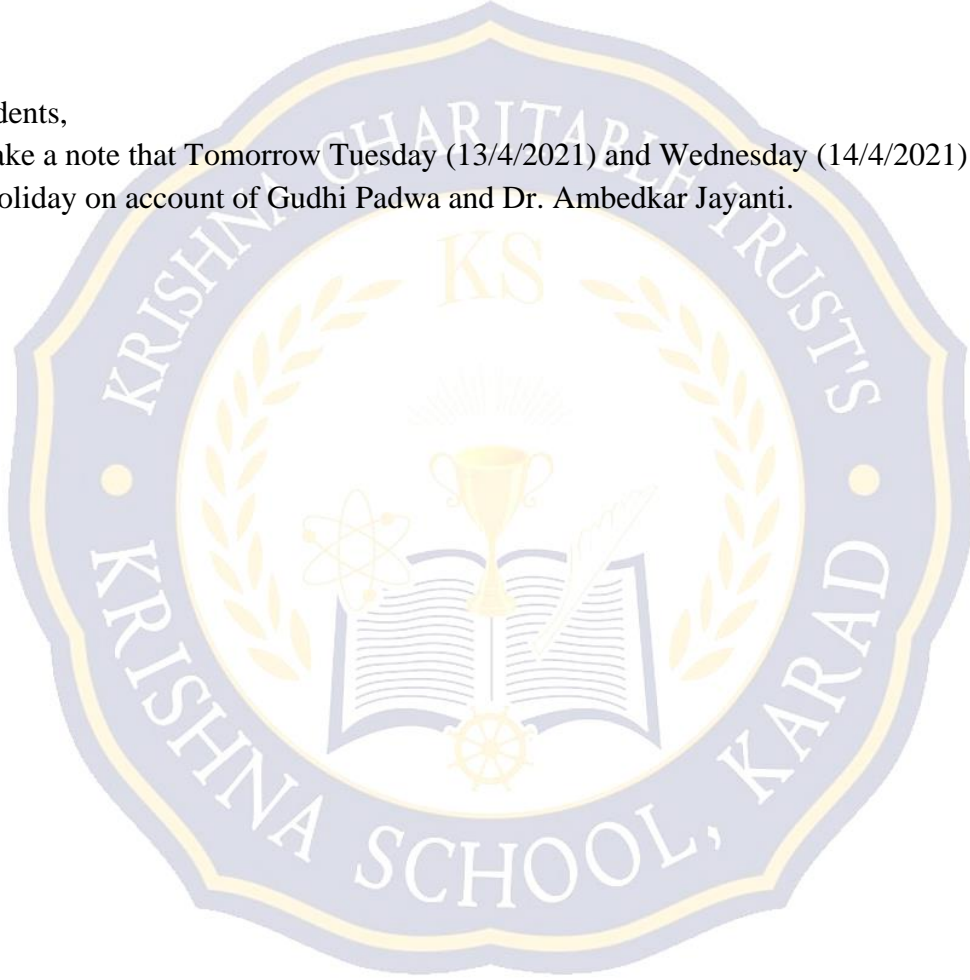 dents,
ake a note that Tomorrow Tuesday (13/4/2021) and Wednesday (14/4/2021)
oliday on account of Gudhi Padwa and Dr. Ambedkar Jayanti.
KRISHNA CHARITABLE TRUST'S
KS
KRISHNA SCHOOL, KARAD